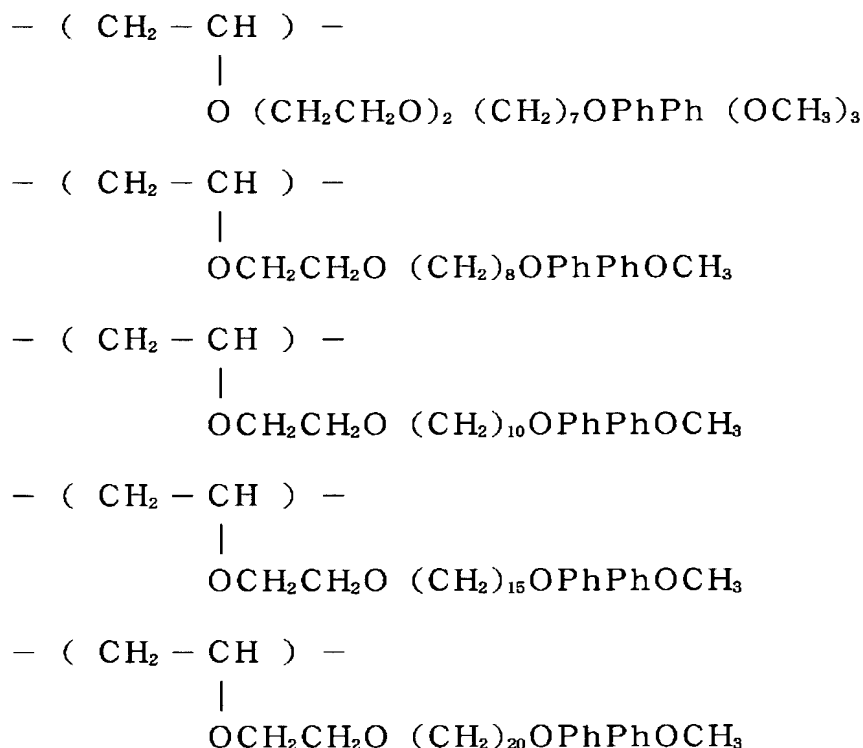 — ( CH₂ — CH ) —
|
O (CH₂CH₂O)₂ (CH₂)₇OPhPh (OCH₃)₃
— ( CH₂ — CH ) —
|
OCH₂CH₂O (CH₂)₈OPhPhOCH₃
— ( CH₂ — CH ) —
|
OCH₂CH₂O (CH₂)₁₀OPhPhOCH₃
— ( CH₂ — CH ) —
|
OCH₂CH₂O (CH₂)₁₅OPhPhOCH₃
— ( CH₂ — CH ) —
|
OCH₂CH₂O (CH₂)₂₀OPhPhOCH₃